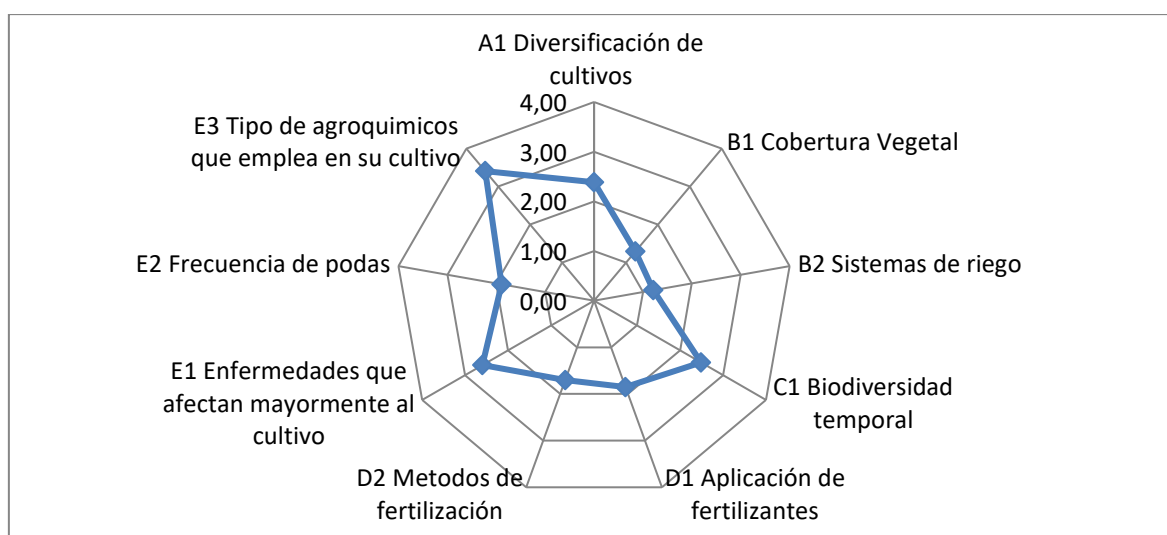 A1 Diversificación de
cultivos
4,00
3,00
2,00
1,00
0,00
B1 Cobertura Vegetal
B2 Sistemas de riego
C1 Biodiversidad
temporal
D1 Aplicación de
fertilizantes
D2 Metodos de
fertilización
E1 Enfermedades que
afectan mayormente al
cultivo
E2 Frecuencia de podas
E3 Tipo de agroquimicos
que emplea en su cultivo